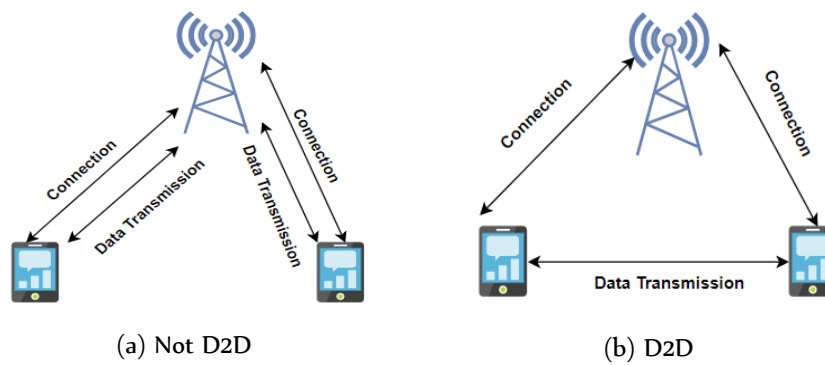 Connection
Data Transmission
Data Transmission
Connection
(a) Not D2D
Connection
Connection
Data Transmission
(b) D2D